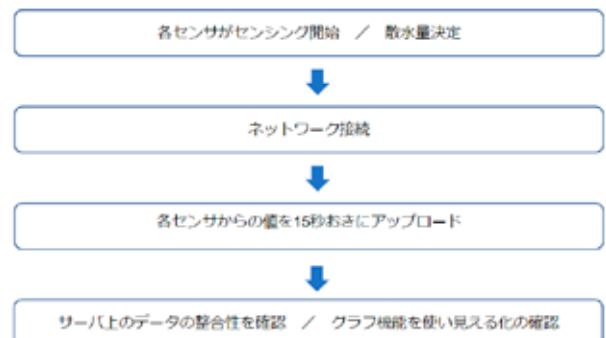 各センサがセンシング開始 ／ 散水量決定
ネットワーク接続
各センサからの値を15秒おきにアップロード
サーバ上のデータの整合性を確認 ／ グラフ機能を使い見える化の確認